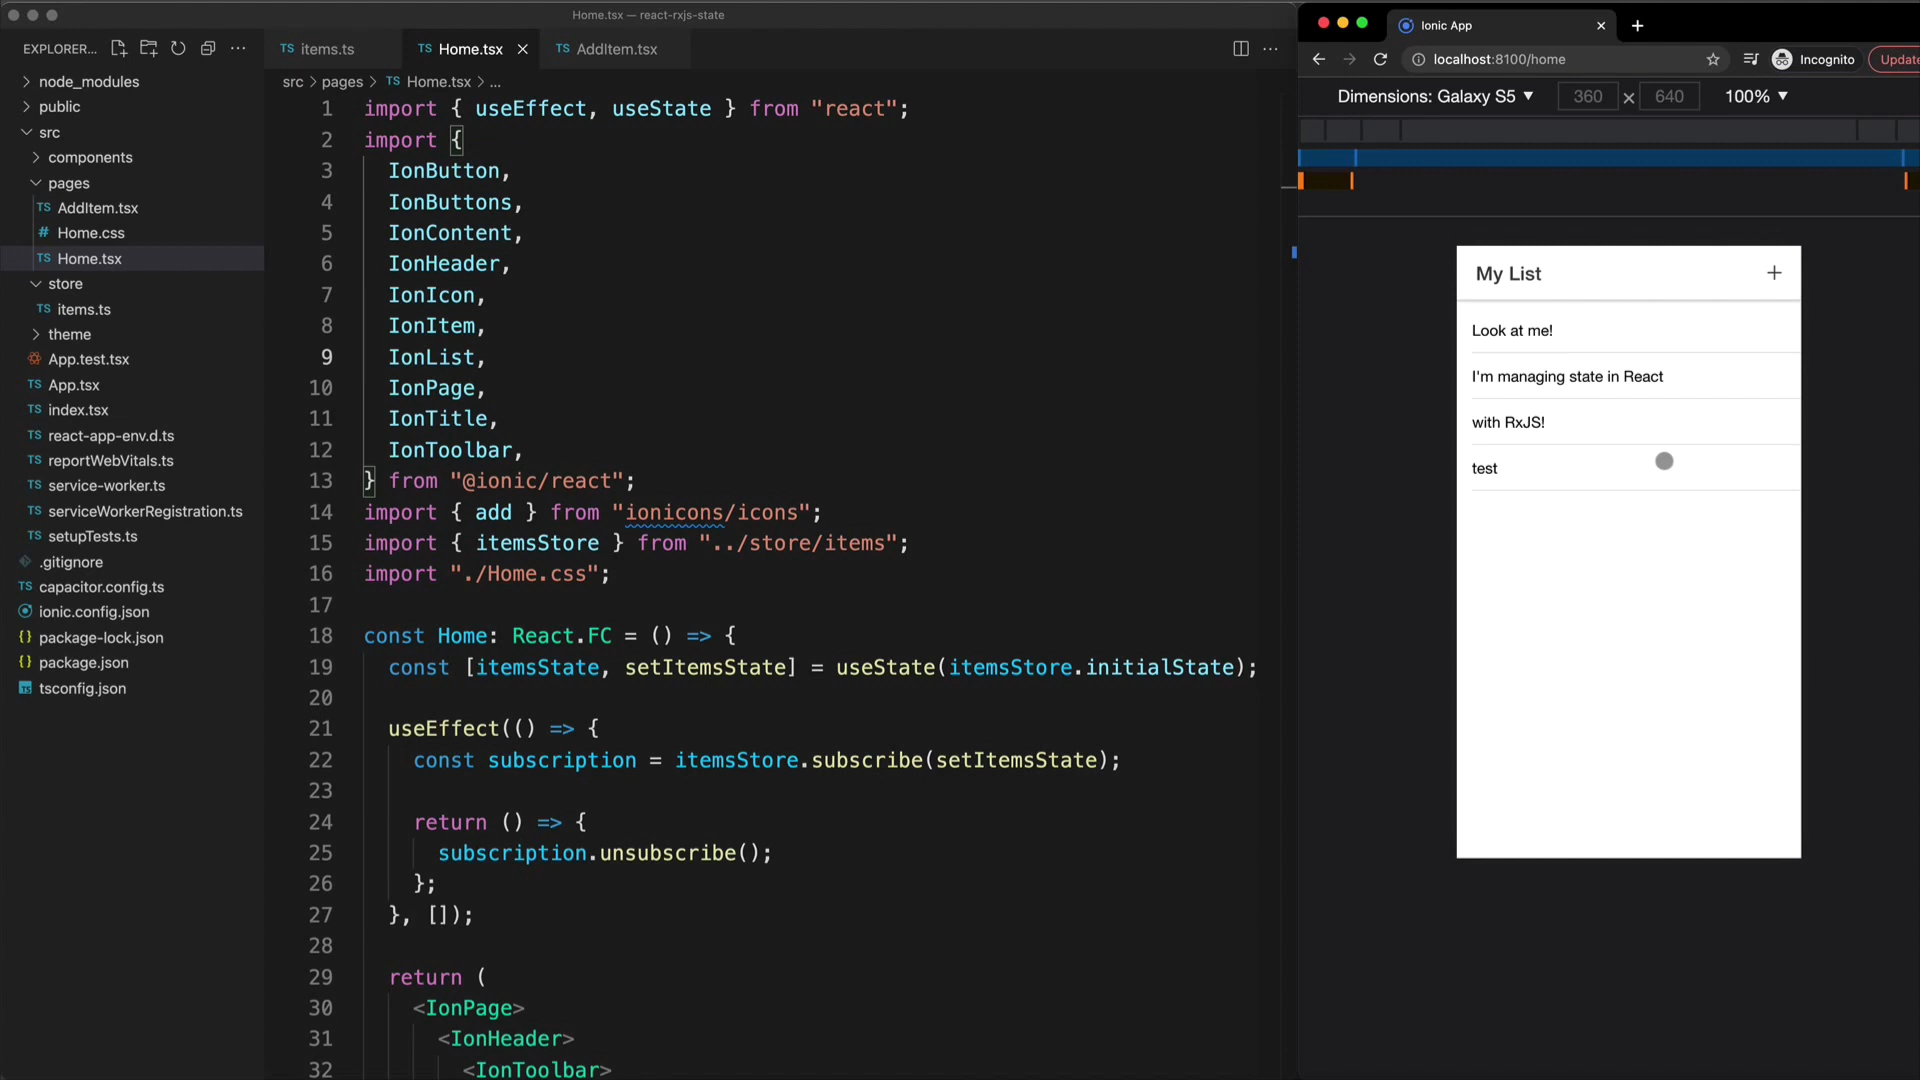 Home.tsx — react-rxjs-state
EXPLORER...
node_modules
public
src
components
pages
AddItem.tsx
Home.css
Home.tsx
store
items.ts
theme
App.test.tsx
App.tsx
index.tsx
react-app-env.d.ts
reportWebVitals.ts
service-worker.ts
serviceWorkerRegistration.ts
setupTests.ts
.gitignore
capacitor.config.ts
ionic.config.json
package-lock.json
package.json
tsconfig.json
TS items.ts
TS Home.tsx ×
TS AddItem.tsx
src > pages > TS Home.tsx > ...
1 import { useEffect, useState } from "react";
2 import {
3 IonButton,
4 IonButtons,
5 IonContent,
6 IonHeader,
7 IonIcon,
8 IonItem,
9 IonList,
10 IonPage,
11 IonTitle,
12 IonToolbar,
13 } from "@ionic/react";
14 import { add } from "ionicons/icons";
15 import { itemsStore } from "../store/items";
16 import "./Home.css";
17
18 const Home: React.FC = () => {
19 const [itemsState, setItemsState] = useState(itemsStore.initialState);
20
21 useEffect(() => {
22 const subscription = itemsStore.subscribe(setItemsState);
23
24 return () => {
25 subscription.unsubscribe();
26 };
27 }, []);
28
29 return (
30 <IonPage>
31 <IonHeader>
32 <IonToolbar>
Ionic App
localhost:8100/home
Incognito
Update
Dimensions: Galaxy S5 ▼ 360 × 640 100% ▼
My List +
Look at me!
I'm managing state in React
with RxJS!
test